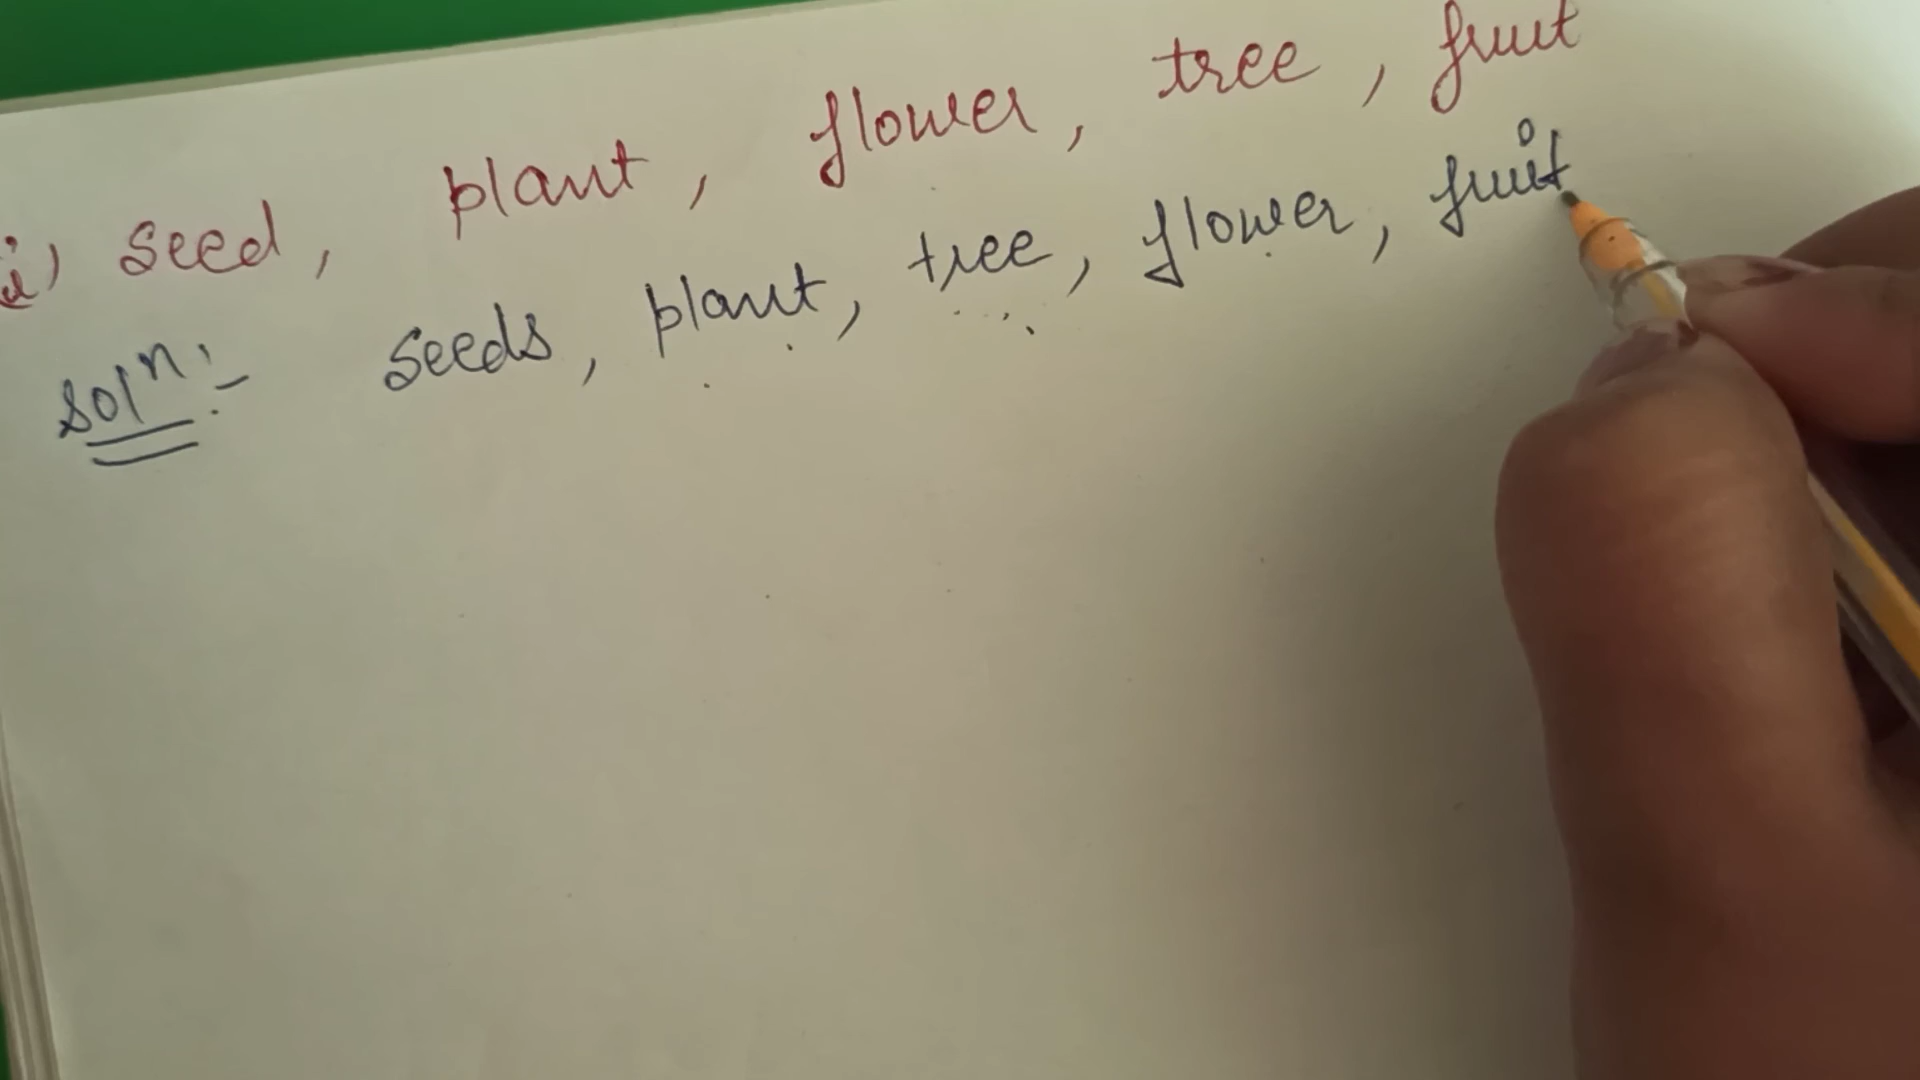 i) seed, plant, flower, tree, fruit
solⁿ:- seeds, plant, tree, flower, fruit